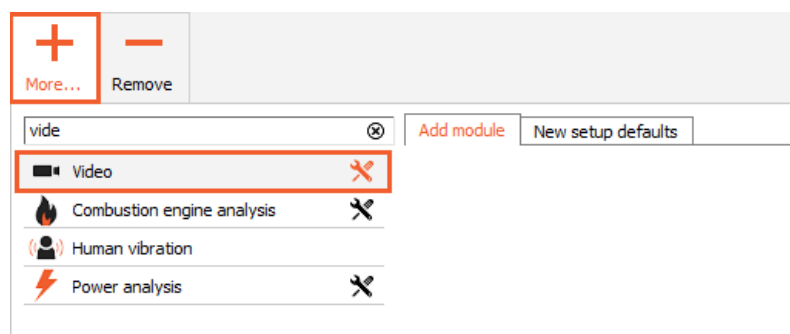 More... Remove
vide Add module New setup defaults
Video
Combustion engine analysis
Human vibration
Power analysis